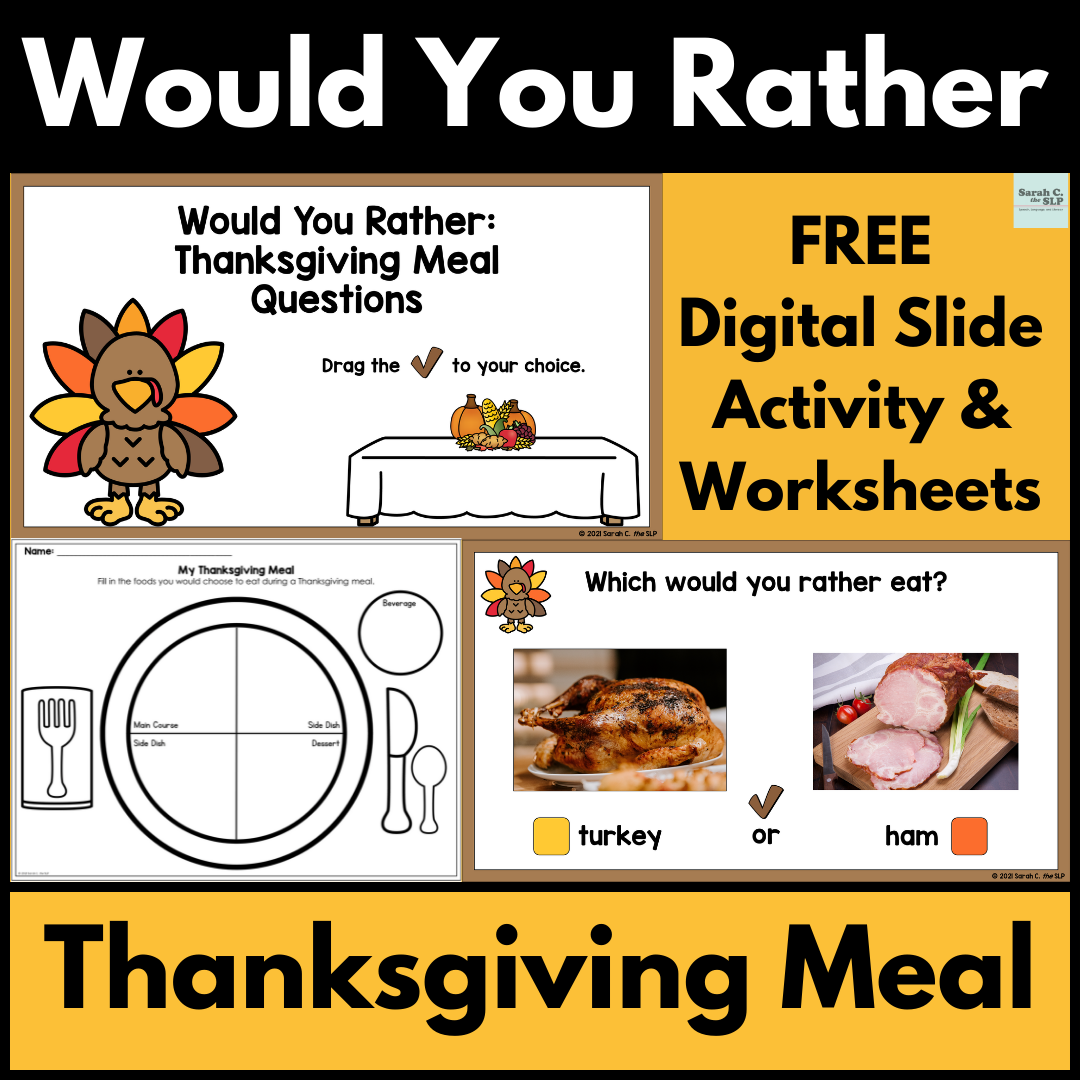 Would You Rather
Would You Rather:
Thanksgiving Meal
Questions
Drag the to your choice.
© 2021 Sarah C. the SLP
Sarah C.
the SLP
FREE
Digital Slide
Activity &
Worksheets
Name:
My Thanksgiving Meal
Fill in the foods you would choose to eat during a Thanksgiving meal.
Beverage
Main Course
Side Dish
Side Dish
Dessert
Which would you rather eat?
turkey
or
ham
© 2021 Sarah C. the SLP
Thanksgiving Meal